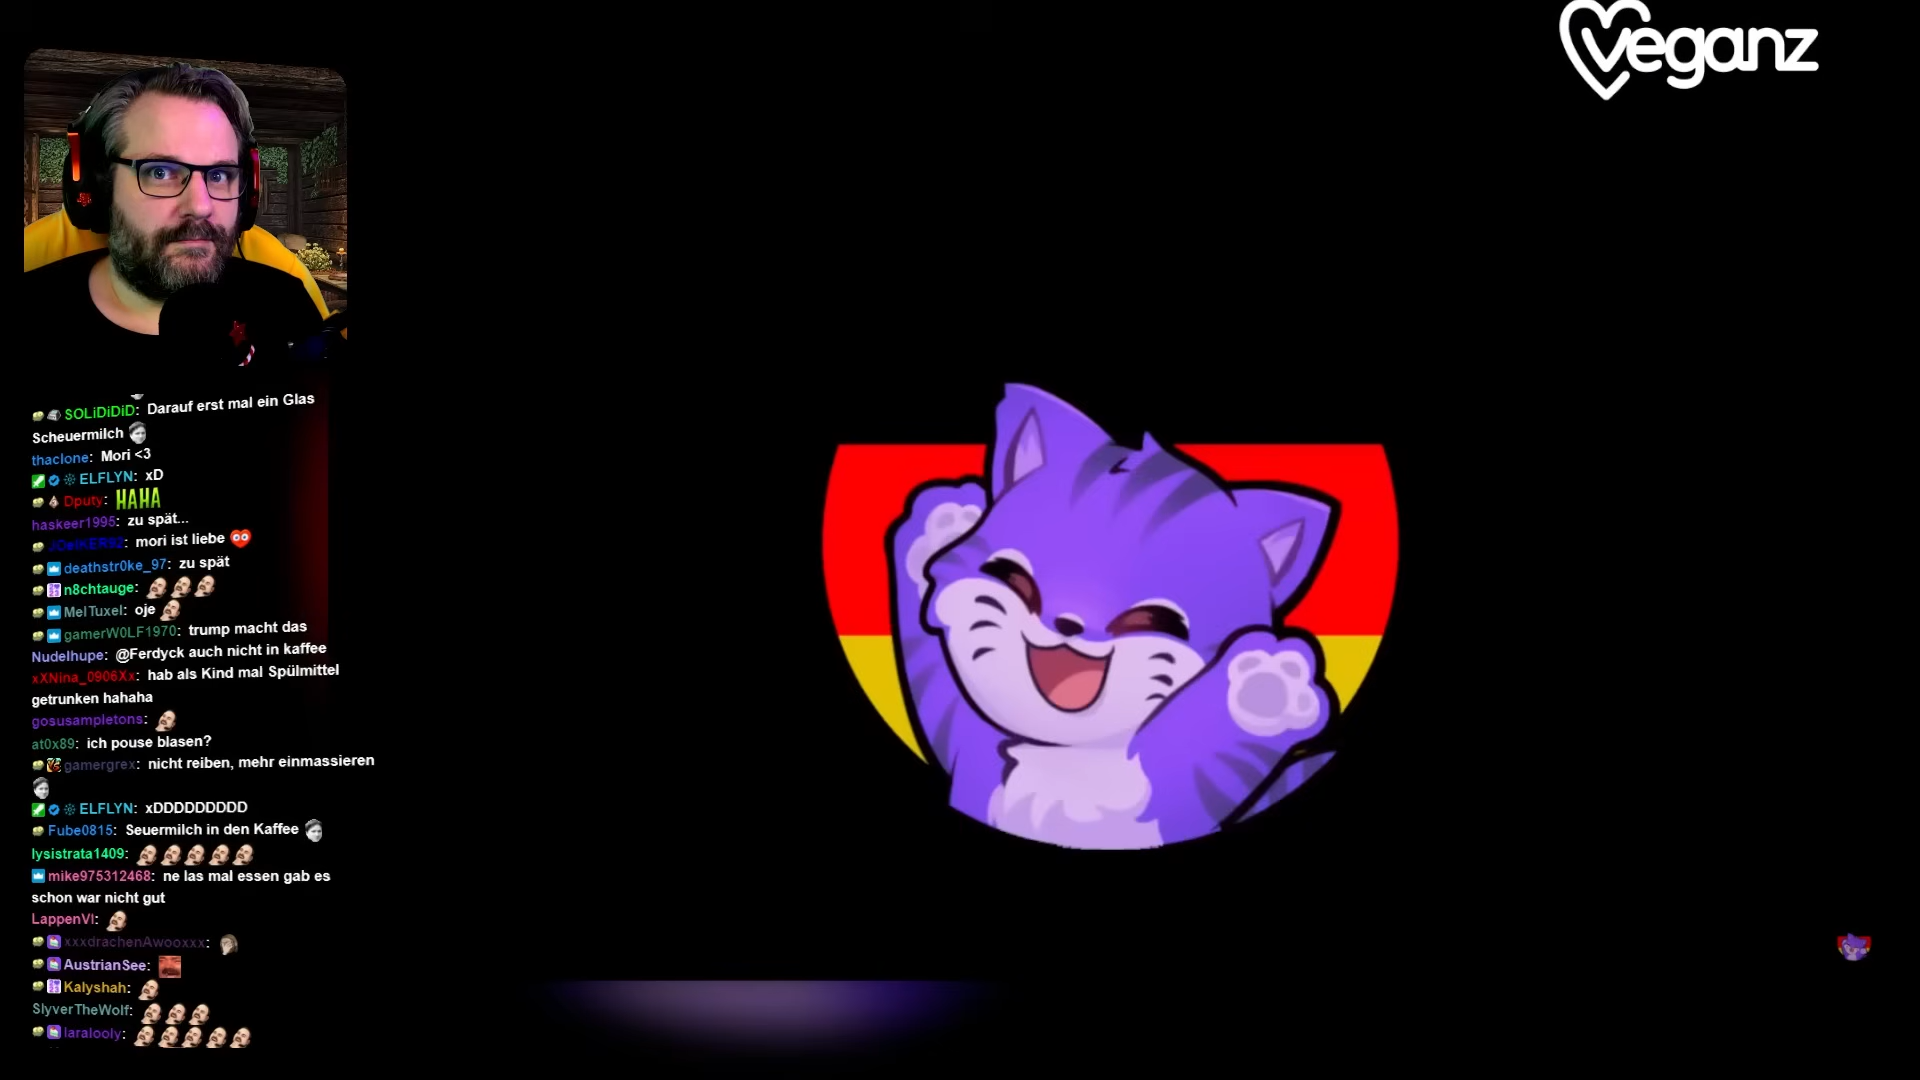 veganz
SOLiDiDiD: Darauf erst mal ein Glas
Scheuermilch
thaclone: Mori <3
ELFLYN: xD
Dputy: HAHA
haskeer1995: zu spät...
: mori ist liebe
deathstr0ke_97: zu spät
n8chtauge:
MelTuxel: oje
gamerW0LF1970: trump macht das
Nudelhupe: @Ferdyck auch nicht in kaffee
xXNina_0906Xx: hab als Kind mal Spülmittel
getrunken hahaha
gosusampletons:
at0x89: ich pouse blasen?
gamergrex: nicht reiben, mehr einmassieren
ELFLYN: xDDDDDDDDD
Fube0815: Seuermilch in den Kaffee
lysistrata1409:
mike975312468: ne las mal essen gab es
schon war nicht gut
LappenVI:
xxxdrachenAwooxxx:
AustrianSee:
Kalyshah:
SlyverTheWolf:
laralooly: